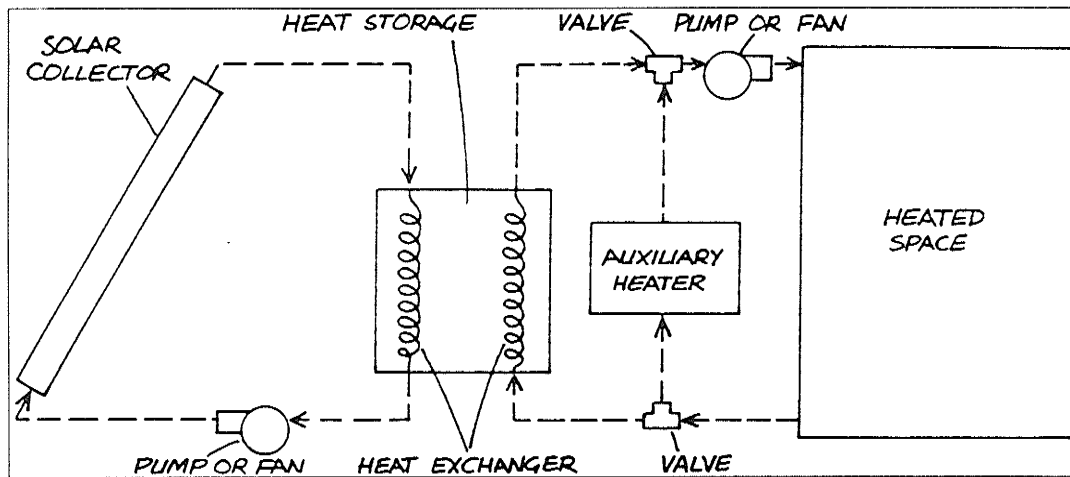 HEAT STORAGE
VALVE
PUMP OR FAN
SOLAR
COLLECTOR
HEATED
SPACE
AUXILIARY
HEATER
PUMP OR FAN
HEAT EXCHANGER
VALVE